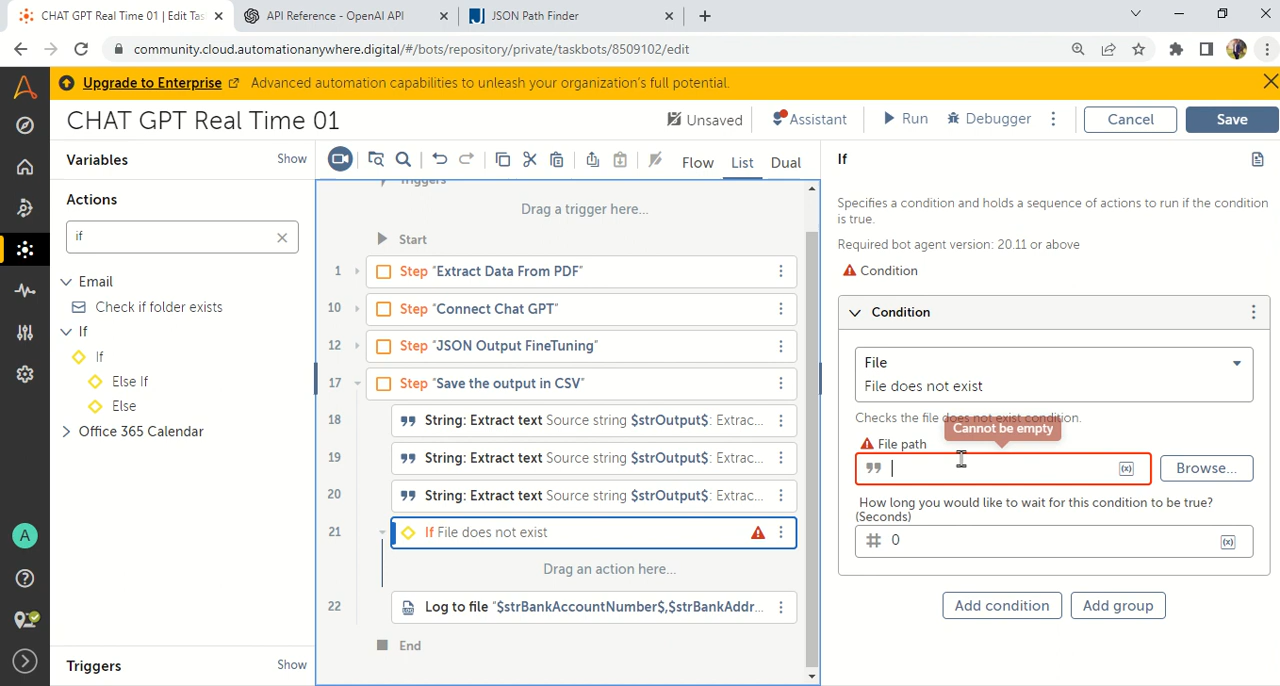 CHAT GPT Real Time 01 | Edit Tas
API Reference - OpenAI API
JSON Path Finder
community.cloud.automationanywhere.digital/#/bots/repository/private/taskbots/8509102/edit
Upgrade to Enterprise
Advanced automation capabilities to unleash your organization's full potential.
CHAT GPT Real Time 01
Unsaved
Assistant
Run
Debugger
Cancel
Save
Variables
Show
Actions
if
Email
Check if folder exists
If
If
Else If
Else
Office 365 Calendar
Triggers
Show
A
Flow
List
Dual
Triggers
Drag a trigger here...
Start
1 Step "Extract Data From PDF"
10 Step "Connect Chat GPT"
12 Step "JSON Output FineTuning"
17 Step "Save the output in CSV"
18 String: Extract text Source string $strOutput$: Extrac...
19 String: Extract text Source string $strOutput$: Extrac...
20 String: Extract text Source string $strOutput$: Extrac...
21 If File does not exist
Drag an action here...
22 Log to file "$strBankAccountNumber$,$strBankAddr...
End
If
Specifies a condition and holds a sequence of actions to run if the condition
is true.
Required bot agent version: 20.11 or above
Condition
Condition
File
File does not exist
Checks the file does not exist condition.
Cannot be empty
File path
(x)
Browse...
How long you would like to wait for this condition to be true?
(Seconds)
0
(x)
Add condition
Add group